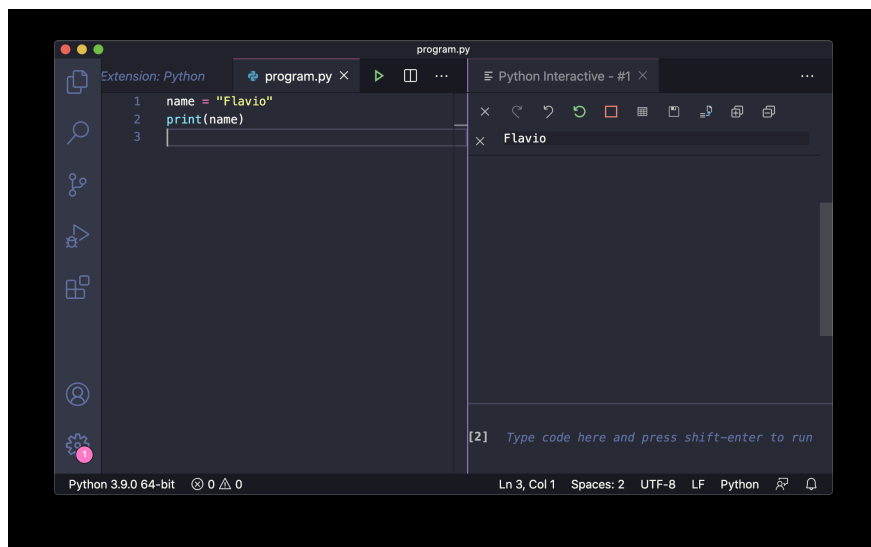 program.py
Extension: Python program.py ···
Python Interactive - #1 ···
1 name = "Flavio"
2 print(name)
3
Flavio
[2] Type code here and press shift-enter to run
1
Python 3.9.0 64-bit 0 0 Ln 3, Col 1 Spaces: 2 UTF-8 LF Python